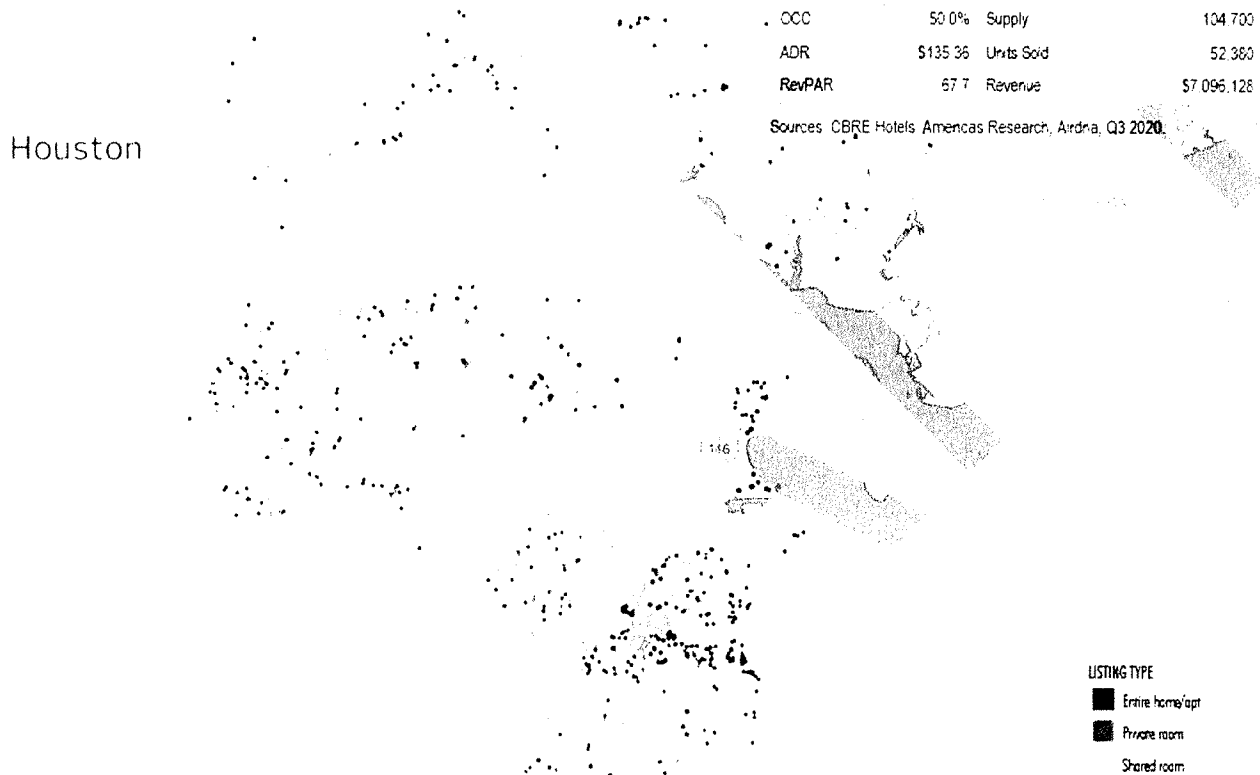 OCC 50.0% Supply 104,700
ADR $135.36 Units Sold 52,380
RevPAR 67.7 Revenue $7,096,128
Sources CBRE Hotels Americas Research, Airdna, Q3 2020.
Houston
146
LISTING TYPE
Entire home/apt
Private room
Shared room